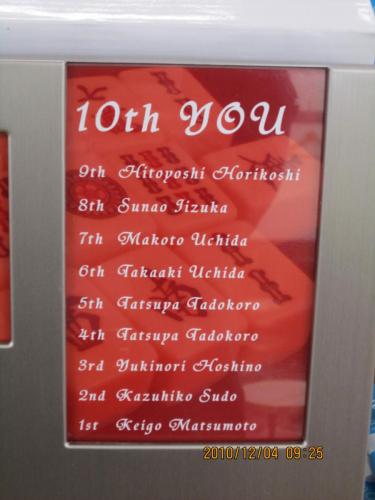 10th YOU
9th Hitoyoshi Horikoshi
8th Sunao Iizuka
7th Makoto Uchida
6th Takaaki Uchida
5th Tatsuya Tadokoro
4th Tatsuya Tadokoro
3rd Yukinori Hoshino
2nd Kazuhiko Sudo
1st Keigo Matsumoto
2010/12/04 09:25